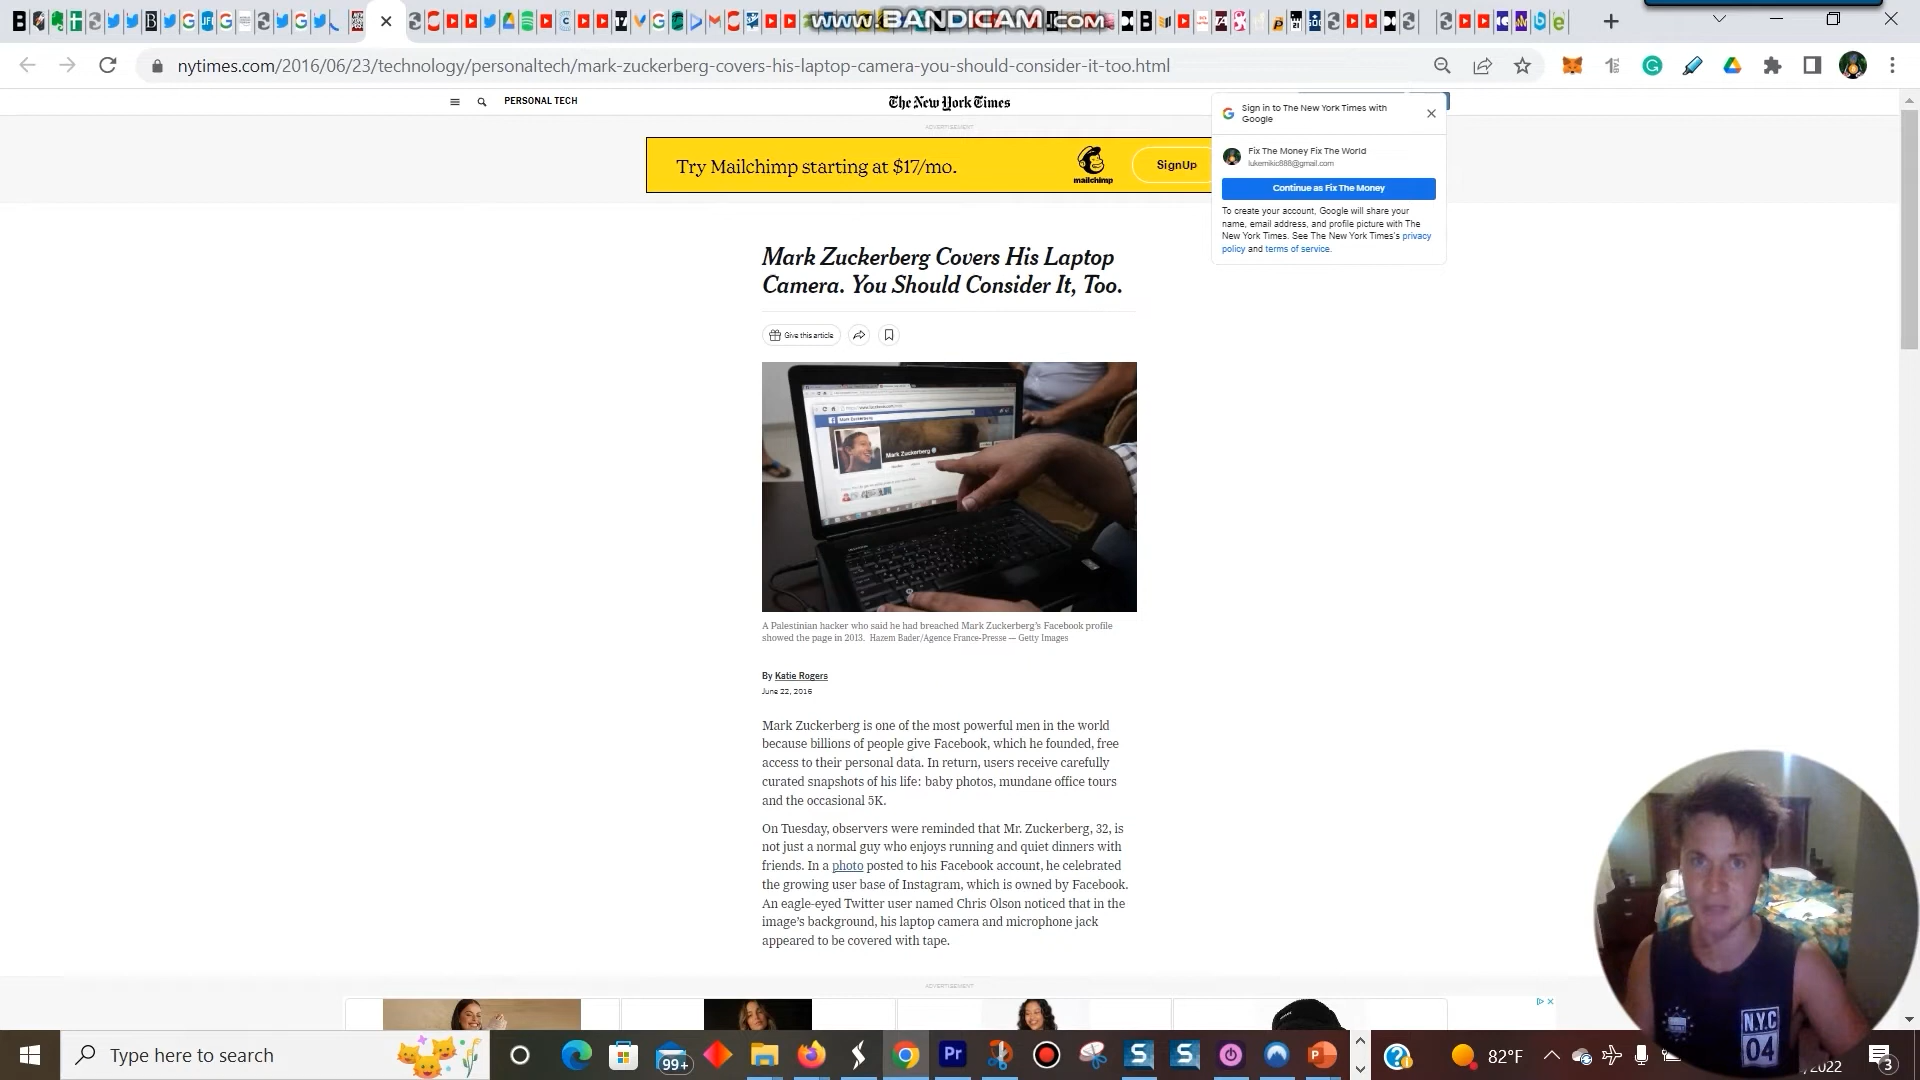 www.BANDICAM.COM
nytimes.com/2016/06/23/technology/personaltech/mark-zuckerberg-covers-his-laptop-camera-you-should-consider-it-too.html
PERSONAL TECH
The New York Times
ADVERTISEMENT
Try Mailchimp starting at $17/mo.
mailchimp
SignUp
Sign in to The New York Times with
Google
Fix The Money Fix The World
lukemikic888@gmail.com
Continue as Fix The Money
To create your account, Google will share your
name, email address, and profile picture with The
New York Times. See The New York Times's privacy
policy and terms of service.
Mark Zuckerberg Covers His Laptop
Camera. You Should Consider It, Too.
Give this article
Mark Zuckerberg
A Palestinian hacker who said he had breached Mark Zuckerberg's Facebook profile
showed the page in 2013. Hazem Bader/Agence France-Presse — Getty Images
By Katie Rogers
June 22, 2016
Mark Zuckerberg is one of the most powerful men in the world
because billions of people give Facebook, which he founded, free
access to their personal data. In return, users receive carefully
curated snapshots of his life: baby photos, mundane office tours
and the occasional 5K.
On Tuesday, observers were reminded that Mr. Zuckerberg, 32, is
not just a normal guy who enjoys running and quiet dinners with
friends. In a photo posted to his Facebook account, he celebrated
the growing user base of Instagram, which is owned by Facebook.
An eagle-eyed Twitter user named Chris Olson noticed that in the
image's background, his laptop camera and microphone jack
appeared to be covered with tape.
ADVERTISEMENT
N.Y.C
04
Type here to search
99+
Pr
82°F
/2022
3